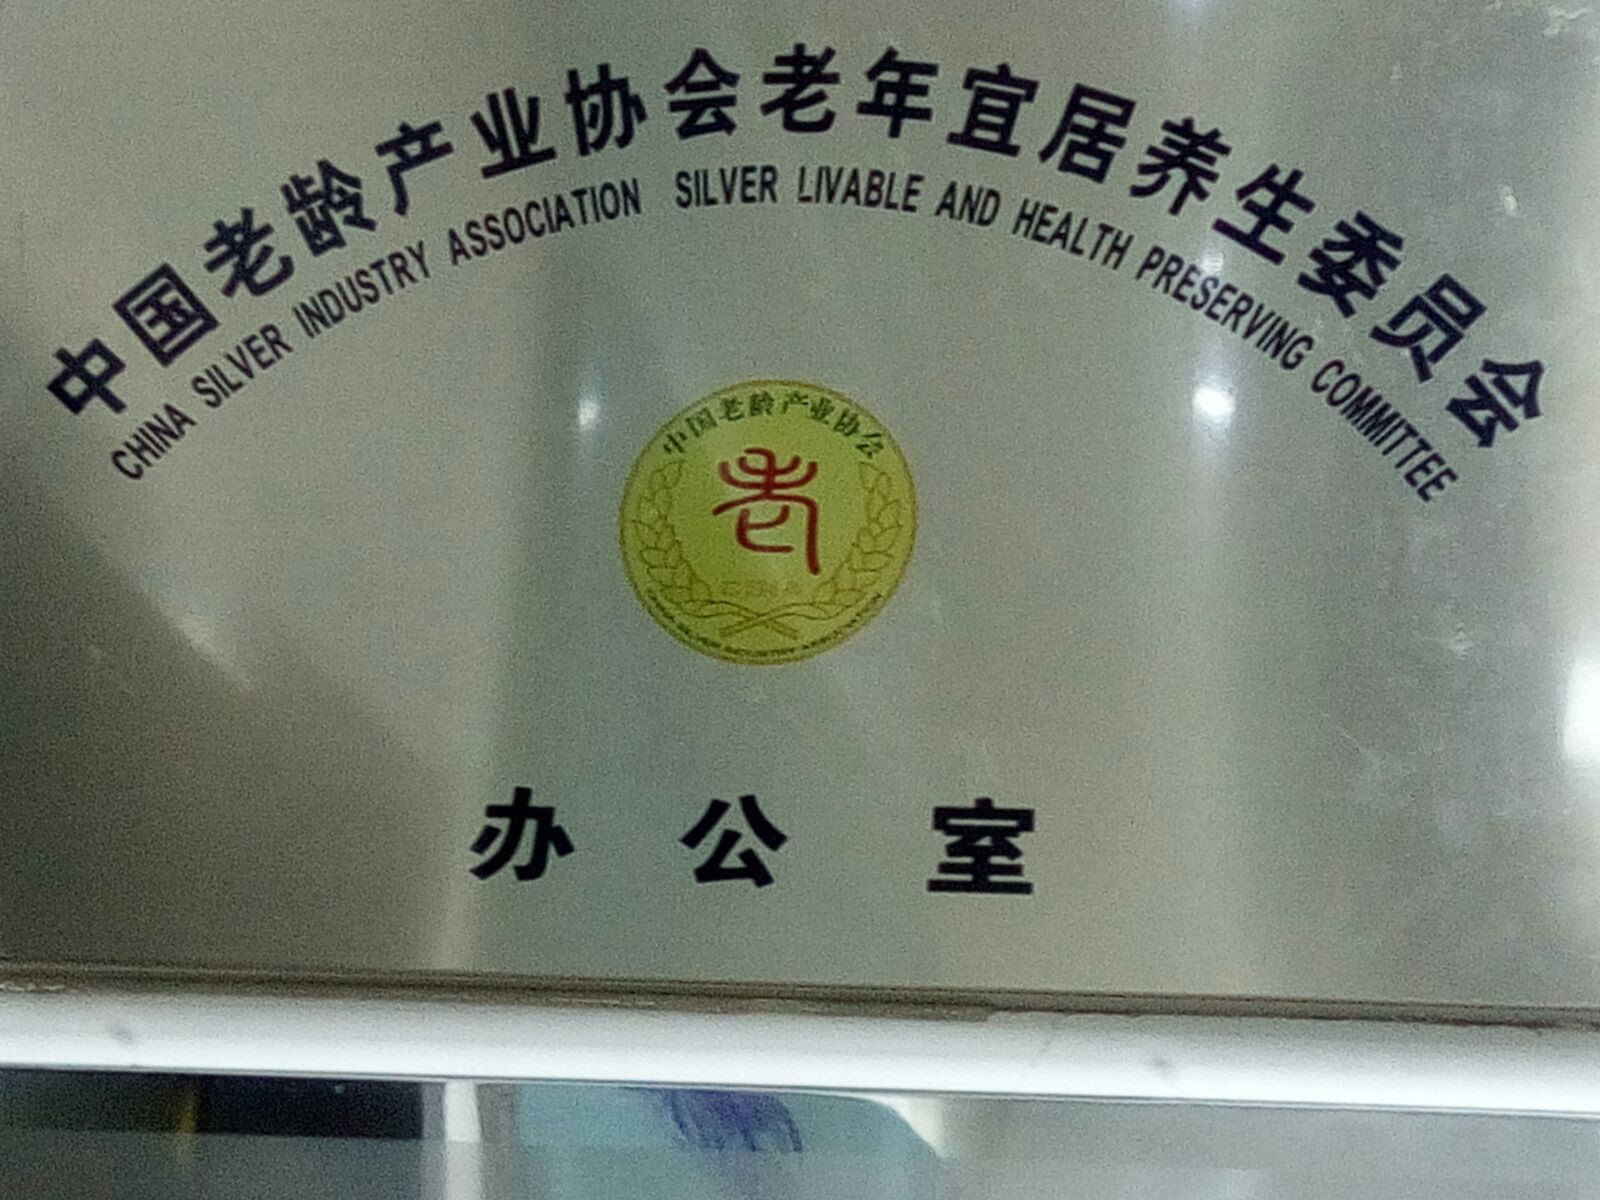 中国老龄产业协会老年宜居养生委员会
CHINA SILVER INDUSTRY ASSOCIATION SILVER LIVABLE AND HEALTH PRESERVING COMMITTEE
中国老龄产业协会
老
办公室